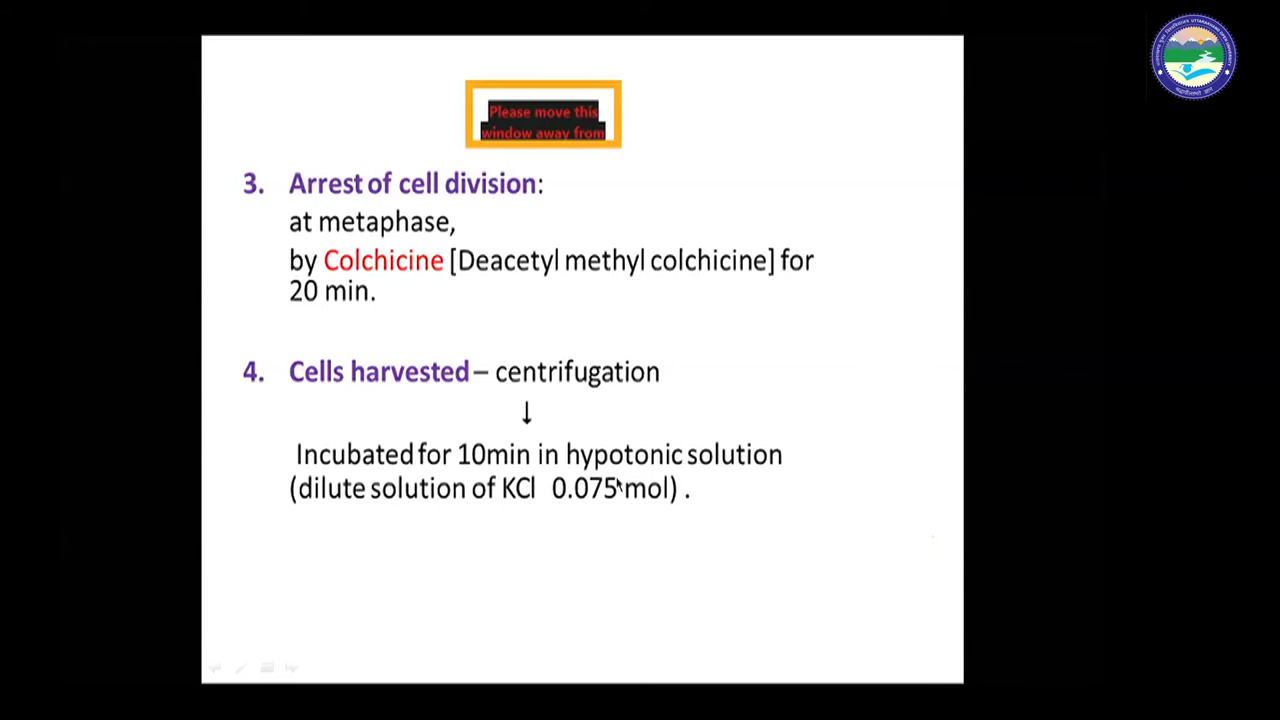 Please move this
window away from
3. Arrest of cell division:
at metaphase,
by Colchicine [Deacetyl methyl colchicine] for
20 min.
4. Cells harvested – centrifugation
↓
Incubated for 10min in hypotonic solution
(dilute solution of KCl 0.075 mol) .